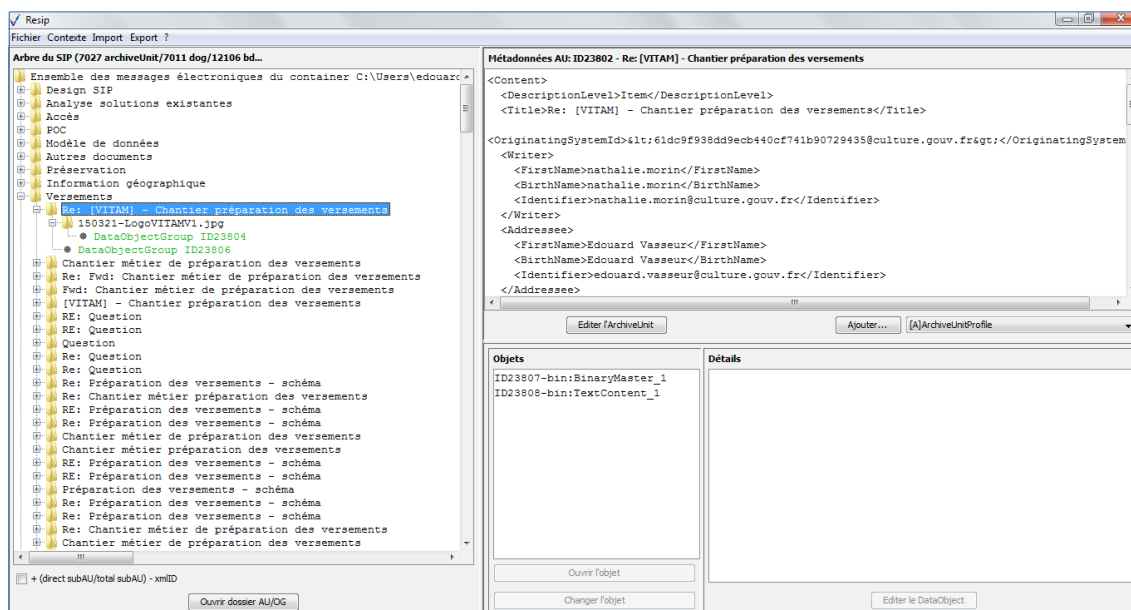 Resip
Fichier Contexte Import Export ?
Arbre du SIP (7027 archiveUnit/7011 dog/12106 bd...
Ensemble des messages électroniques du container C:\Users\edouard
Design SIP
Analyse solutions existantes
Accès
POC
Modèle de données
Autres documents
Préservation
Information géographique
Versements
Re: [VITAM] - Chantier préparation des versements
150321-LogoVITAMV1.jpg
DataObjectGroup ID23804
DataObjectGroup ID23806
Chantier métier de préparation des versements
Re: Fwd: Chantier métier de préparation des versements
Fwd: Chantier métier de préparation des versements
[VITAM] - Chantier préparation des versements
RE: Question
RE: Question
Question
Re: Question
Re: Question
Re: Préparation des versements - schéma
Re: Chantier métier préparation des versements
RE: Préparation des versements - schéma
Re: Préparation des versements - schéma
Chantier métier de préparation des versements
Chantier métier préparation des versements
RE: Préparation des versements - schéma
RE: Préparation des versements - schéma
Préparation des versements - schéma
Re: Préparation des versements - schéma
Re: Préparation des versements - schéma
Re: Chantier métier de préparation des versements
Chantier métier de préparation des versements
+ (direct subAU/total subAU) - xmlID
Ouvrir dossier AU/OG
Métadonnées AU: ID23802 - Re: [VITAM] - Chantier préparation des versements
<Content>
<DescriptionLevel>Item</DescriptionLevel>
<Title>Re: [VITAM] - Chantier préparation des versements</Title>
<OriginatingSystemId>&lt;61dc9f938dd9ecb440cf741b90729435@culture.gouv.fr&gt;</OriginatingSystem
<Writer>
<FirstName>nathalie.morin</FirstName>
<BirthName>nathalie.morin</BirthName>
<Identifier>nathalie.morin@culture.gouv.fr</Identifier>
</Writer>
<Addressee>
<FirstName>Edouard Vasseur</FirstName>
<BirthName>Edouard Vasseur</BirthName>
<Identifier>edouard.vasseur@culture.gouv.fr</Identifier>
</Addressee>
Editer l'ArchiveUnit
Ajouter...
[A]ArchiveUnitProfile
Objets
ID23807-bin:BinaryMaster_1
ID23808-bin:TextContent_1
Ouvrir l'objet
Changer l'objet
Détails
Editer le DataObject